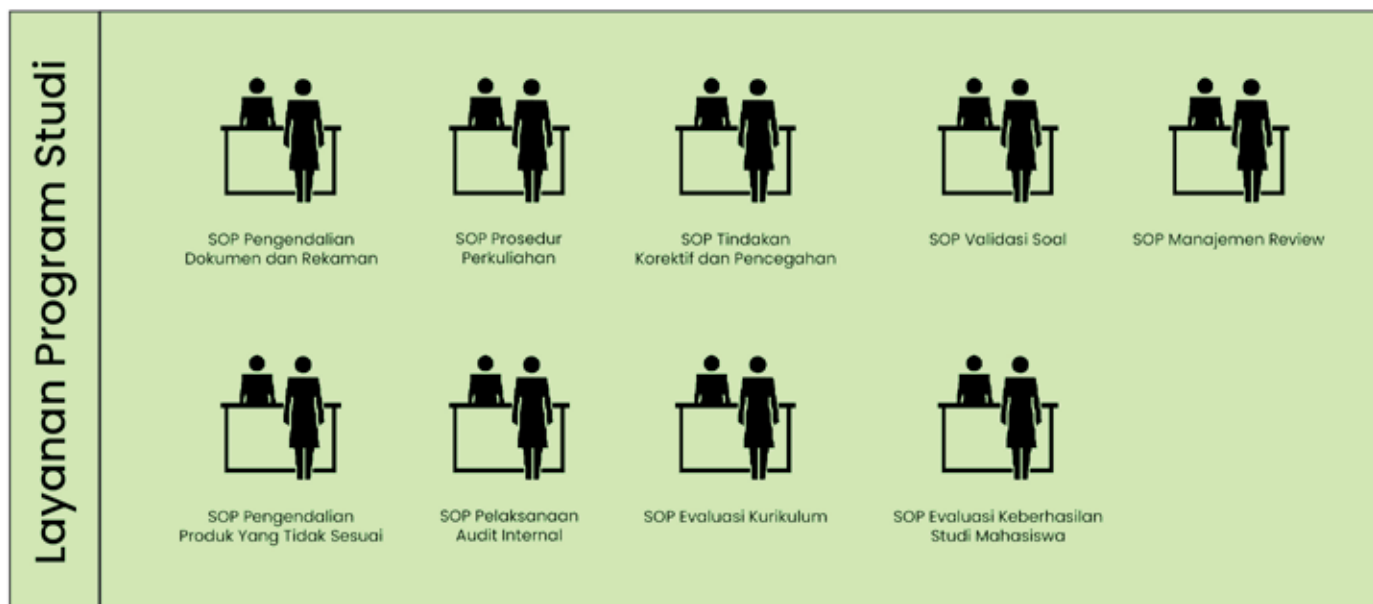 Layanan Program Studi
SOP Pengendalian
Dokumen dan Rekaman
SOP Prosedur
Perkuliahan
SOP Tindakan
Korektif dan Pencegahan
SOP Validasi Soal
SOP Manajemen Review
SOP Pengendalian
Produk Yang Tidak Sesuai
SOP Pelaksanaan
Audit Internal
SOP Evaluasi Kurikulum
SOP Evaluasi Keberhasilan
Studi Mahasiswa